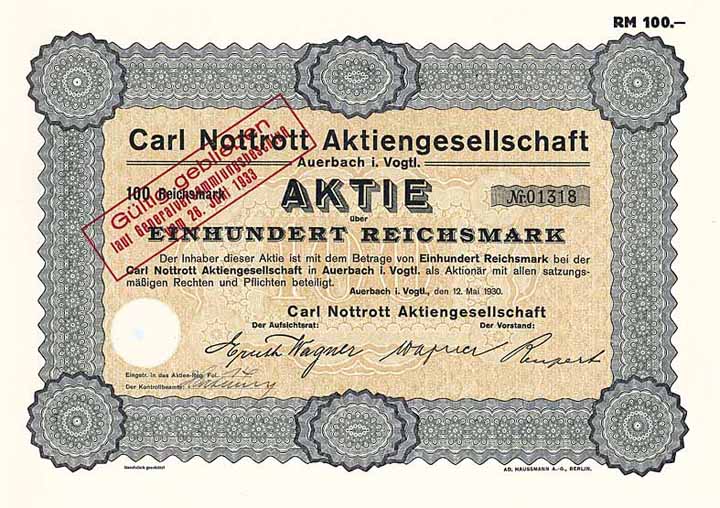 RM 100.—
Carl Nottrott Aktiengesellschaft
Auerbach i. Vogtl.
100 Reichsmark
AKTIE
Nr. 01318
über
EINHUNDERT REICHSMARK
Der Inhaber dieser Aktie ist mit dem Betrage von Einhundert Reichsmark bei der
Carl Nottrott Aktiengesellschaft in Auerbach i. Vogtl. als Aktionär mit allen satzungs-
mäßigen Rechten und Pflichten beteiligt.
Auerbach i. Vogtl., den 12. Mai 1930.
Carl Nottrott Aktiengesellschaft
Der Aufsichtsrat:
Der Vorstand:
Ernst Wagner
Wagner
Ruppert
Eingetr. in das Aktien-Reg. Fol.
Der Kontrollbeamte:
Gültig geblieben
laut Generalversammlungsbeschluß
vom 26. Juni 1933
AD. HAUSSMANN A.-G., BERLIN.